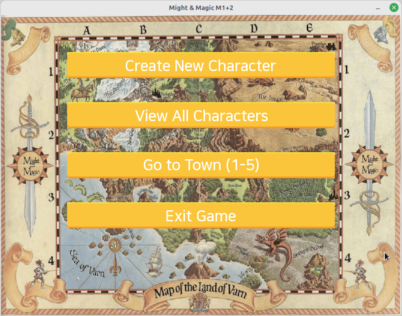 Might & Magic M1+2
A B C D E
1 1
Create New Character
2 2
View All Characters
Might and Magic
Go to Town (1-5)
Might and Magic
3 3
Exit Game
4 4
Sea of Varn
Map of the land of Varn